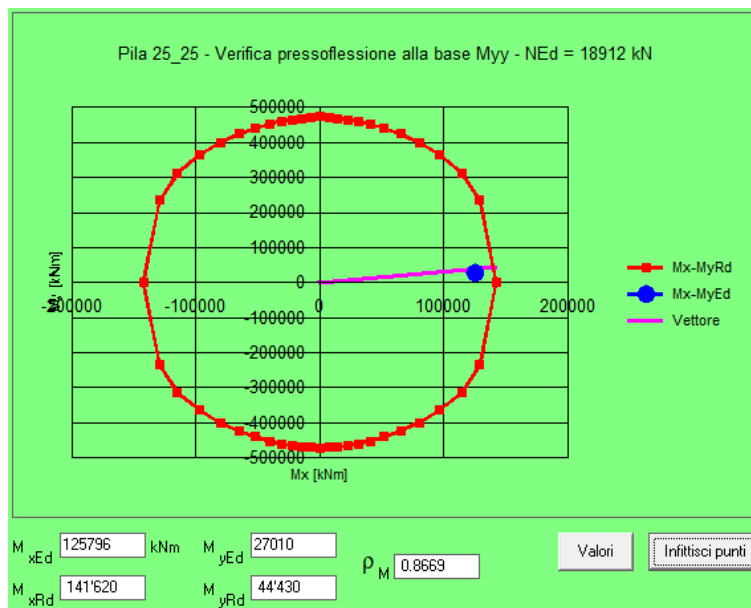 Pila 25_25 - Verifica pressoflessione alla base Myy - NEd = 18912 kN
500000
400000
300000
200000
100000
0
-200000 -100000 0 100000 200000
-100000
-200000
-300000
-400000
-500000
Mx [kNm]
Mx-MyRd
Mx-MyEd
Vettore
M xEd 125796 kNm M yEd 27010
M xRd 141'620 M yRd 44'430
ρ M 0.8669
Valori
Infittisci punti